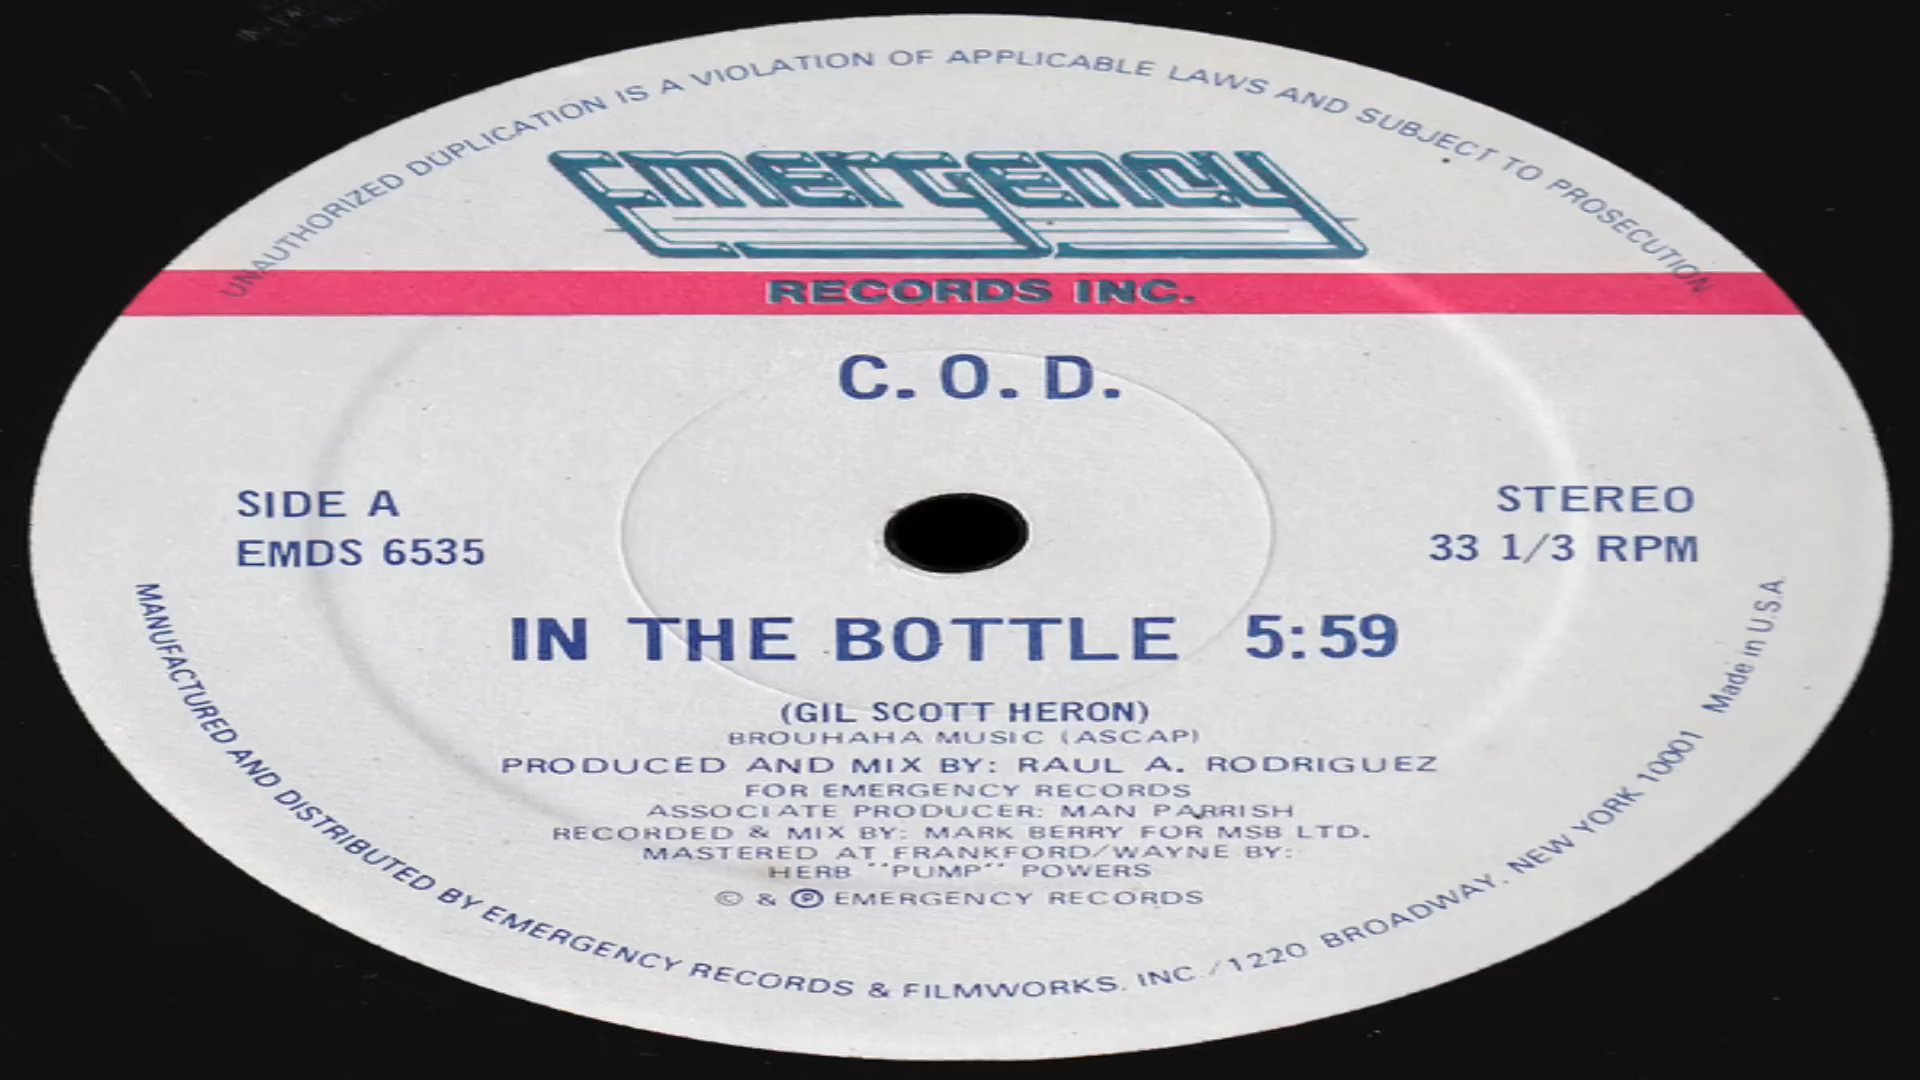 UNAUTHORIZED DUPLICATION IS A VIOLATION OF APPLICABLE LAWS AND SUBJECT TO PROSECUTION
Emergency
RECORDS INC.
C. O. D.
SIDE A
EMDS 6535
STEREO
33 1/3 RPM
IN THE BOTTLE 5:59
(GIL SCOTT HERON)
BROUHAHA MUSIC (ASCAP)
PRODUCED AND MIX BY: RAUL A. RODRIGUEZ
FOR EMERGENCY RECORDS
ASSOCIATE PRODUCER: MAN PARRISH
RECORDED & MIX BY: MARK BERRY FOR MSB LTD.
MASTERED AT FRANKFORD/WAYNE BY:
HERB "PUMP" POWERS
© & ℗ EMERGENCY RECORDS
MANUFACTURED AND DISTRIBUTED BY EMERGENCY RECORDS & FILMWORKS. INC./1220 BROADWAY, NEW YORK 10001 Made in U.S.A.